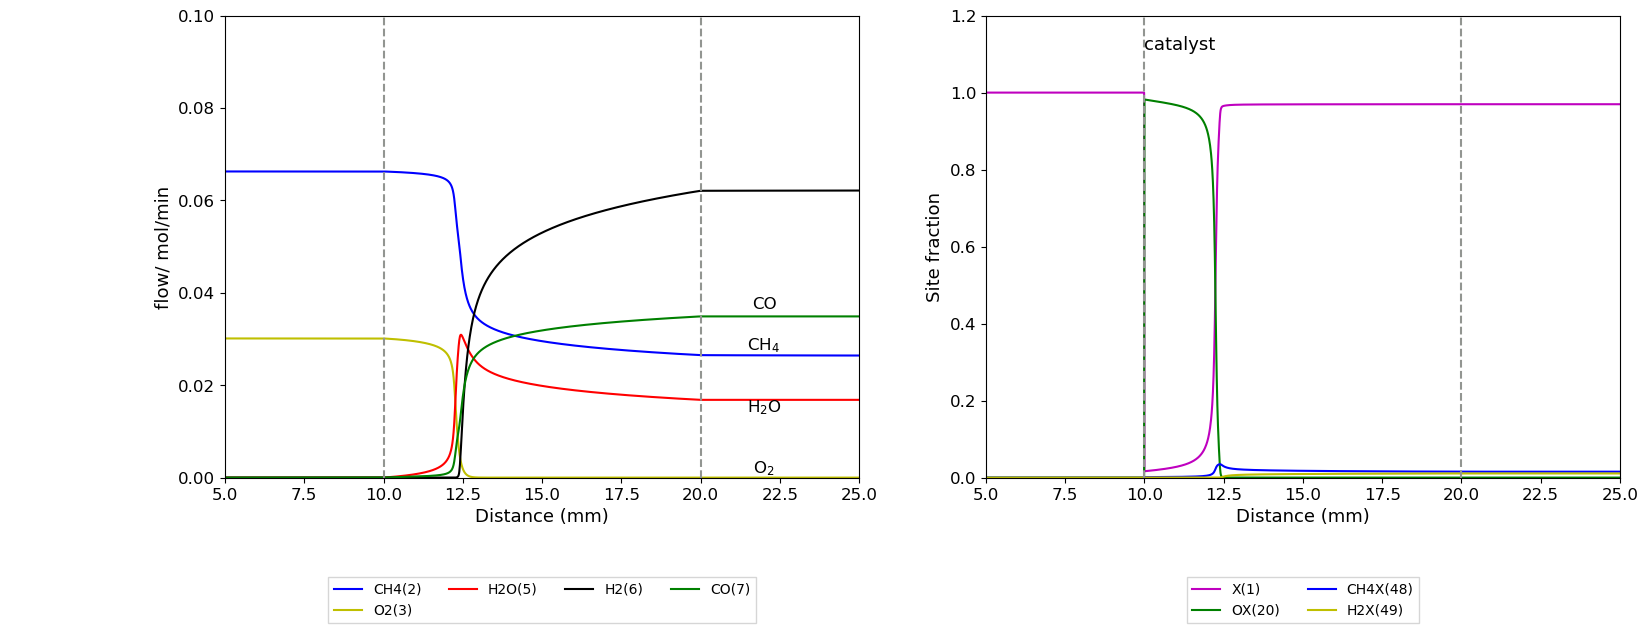 0.10
0.08
0.06
0.04
0.02
0.00
flow/ mol/min
CO
CH4
H2O
O2
5.0 7.5 10.0 12.5 15.0 17.5 20.0 22.5 25.0
Distance (mm)
CH4(2) H2O(5) H2(6) CO(7)
O2(3)
1.2
1.0
0.8
0.6
0.4
0.2
0.0
Site fraction
catalyst
5.0 7.5 10.0 12.5 15.0 17.5 20.0 22.5 25.0
Distance (mm)
X(1) CH4X(48)
OX(20) H2X(49)